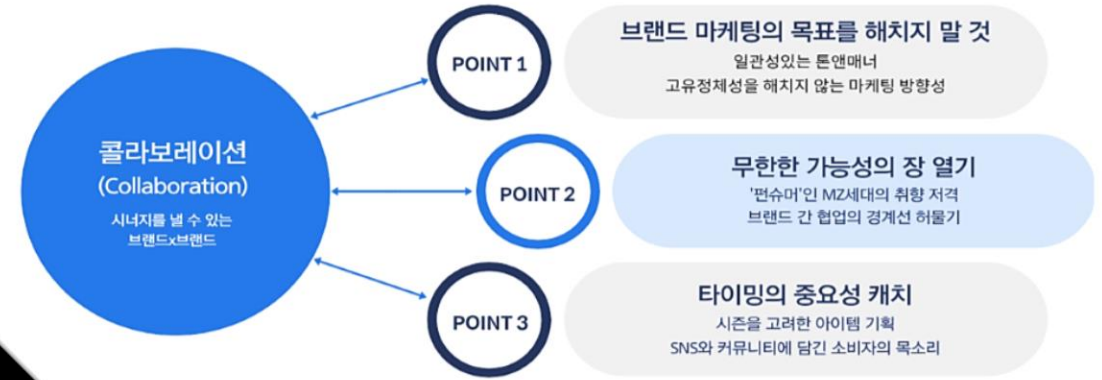 콜라보레이션
(Collaboration)
시너지를 낼 수 있는
브랜드x브랜드
POINT 1
브랜드 마케팅의 목표를 해치지 말 것
일관성있는 톤앤매너
고유정체성을 해치지 않는 마케팅 방향성
POINT 2
무한한 가능성의 장 열기
'펀슈머'인 MZ세대의 취향 저격
브랜드 간 협업의 경계선 허물기
POINT 3
타이밍의 중요성 캐치
시즌을 고려한 아이템 기획
SNS와 커뮤니티에 담긴 소비자의 목소리